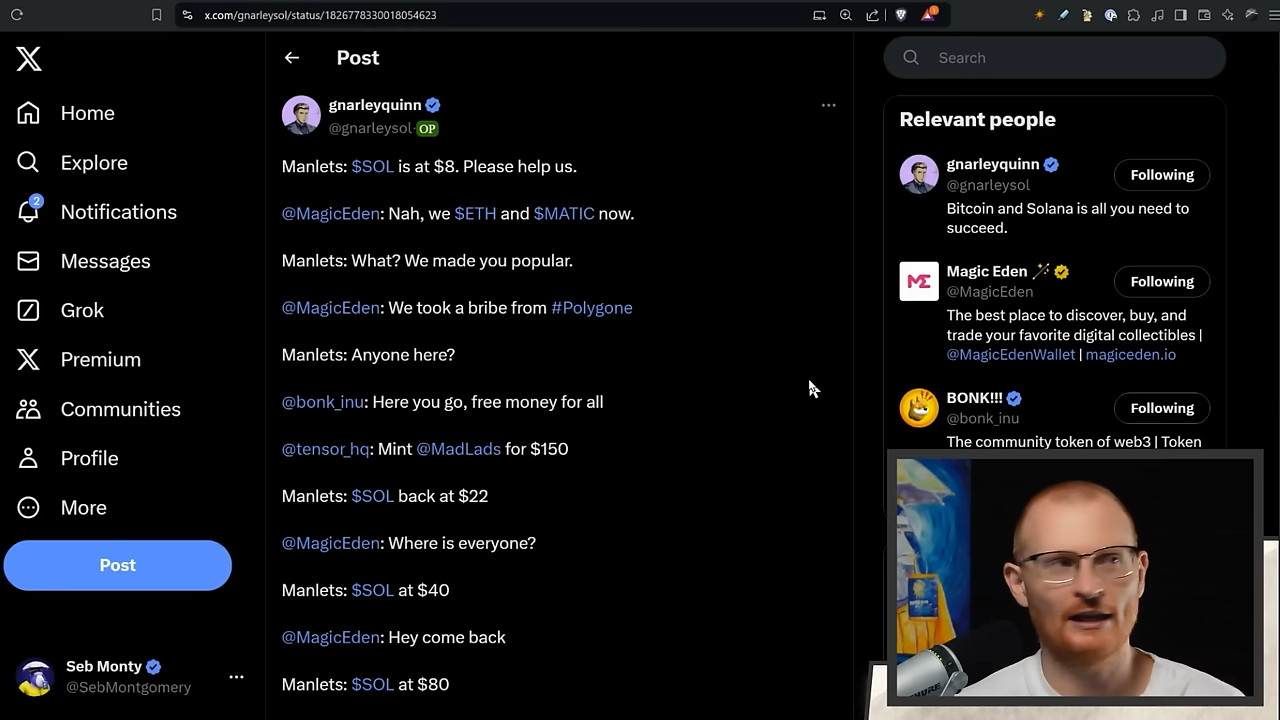 x.com/gnarleysol/status/1826778330018054623
Home
Explore
2
Notifications
Messages
Grok
Premium
Communities
Profile
More
Post
Seb Monty
@SebMontgomery
Post
gnarleyquinn
@gnarleysol· OP
Manlets: $SOL is at $8. Please help us.
@MagicEden: Nah, we $ETH and $MATIC now.
Manlets: What? We made you popular.
@MagicEden: We took a bribe from #Polygone
Manlets: Anyone here?
@bonk_inu: Here you go, free money for all
@tensor_hq: Mint @MadLads for $150
Manlets: $SOL back at $22
@MagicEden: Where is everyone?
Manlets: $SOL at $40
@MagicEden: Hey come back
Manlets: $SOL at $80
Search
Relevant people
gnarleyquinn
@gnarleysol
Following
Bitcoin and Solana is all you need to
succeed.
ME
Magic Eden
@MagicEden
Following
The best place to discover, buy, and
trade your favorite digital collectibles |
@MagicEdenWallet | magiceden.io
BONK!!!
@bonk_inu
Following
The community token of web3 | Token